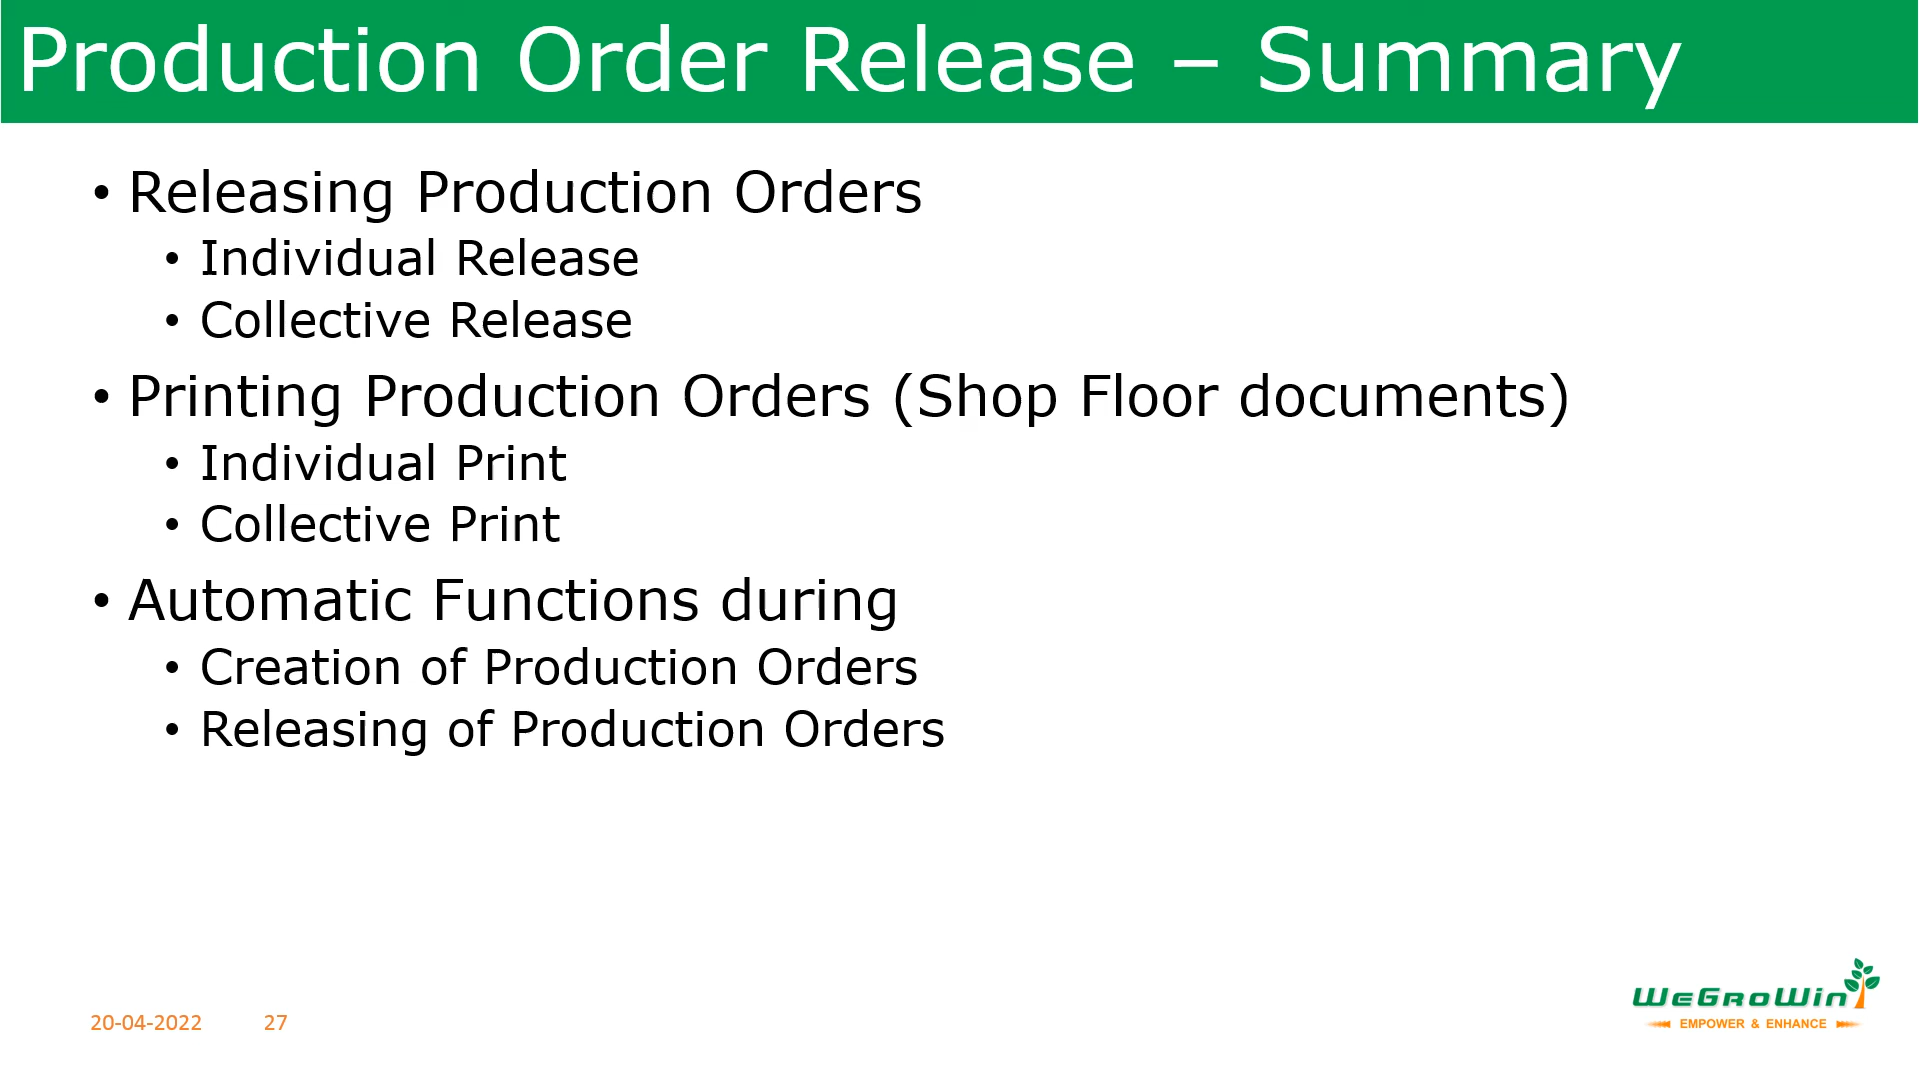 Production Order Release – Summary
• Releasing Production Orders
• Individual Release
• Collective Release
• Printing Production Orders (Shop Floor documents)
• Individual Print
• Collective Print
• Automatic Functions during
• Creation of Production Orders
• Releasing of Production Orders
20-04-2022 27
WeGroWin
EMPOWER & ENHANCE